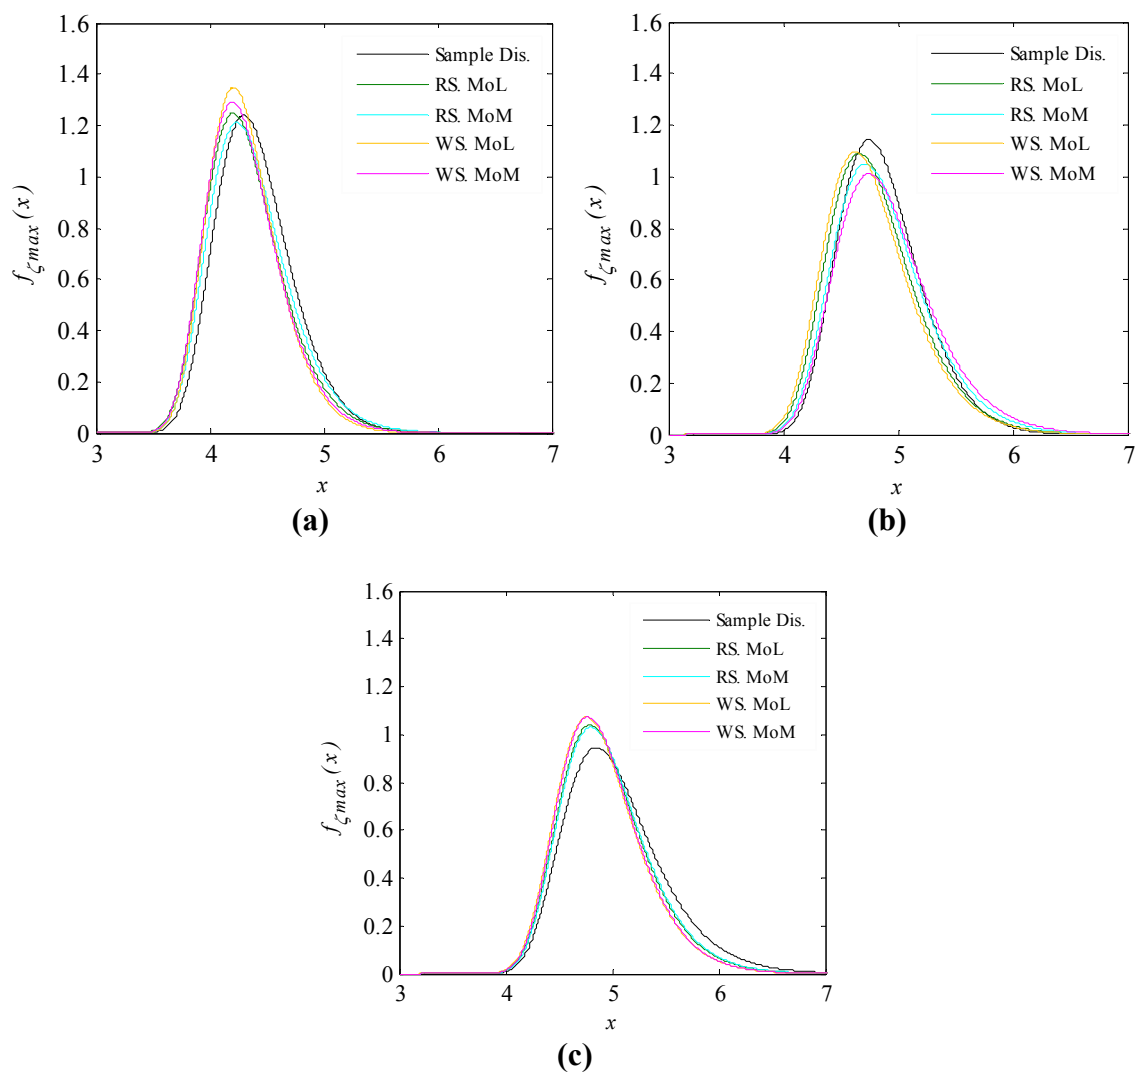 1.6
1.4
1.2
1
0.8
0.6
0.4
0.2
0
3 4 5 6 7
f ζmax (x)
x
Sample Dis.
RS. MoL
RS. MoM
WS. MoL
WS. MoM
(a)
1.6
1.4
1.2
1
0.8
0.6
0.4
0.2
0
3 4 5 6 7
f ζmax (x)
x
Sample Dis.
RS. MoL
RS. MoM
WS. MoL
WS. MoM
(b)
1.6
1.4
1.2
1
0.8
0.6
0.4
0.2
0
3 4 5 6 7
f ζmax (x)
x
Sample Dis.
RS. MoL
RS. MoM
WS. MoL
WS. MoM
(c)